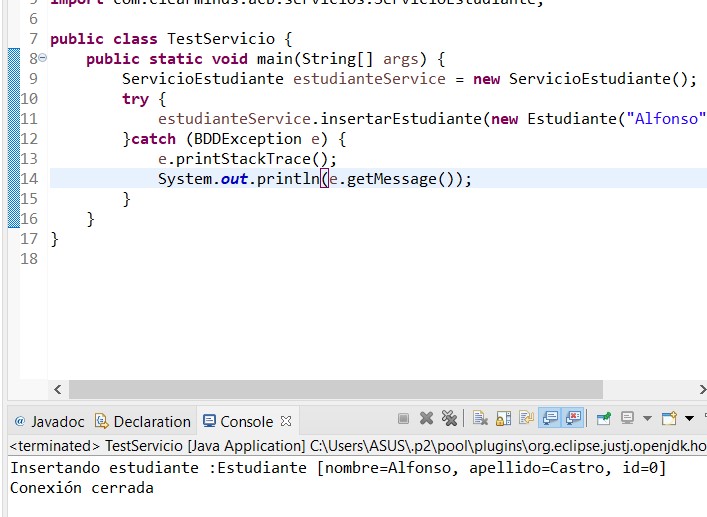 5 import com.clearminds.acb.servicios.ServicioEstudiante;
6
7 public class TestServicio {
8 public static void main(String[] args) {
9 ServicioEstudiante estudianteService = new ServicioEstudiante();
10 try {
11 estudianteService.insertarEstudiante(new Estudiante("Alfonso"
12 }catch (BDDException e) {
13 e.printStackTrace();
14 System.out.println(e.getMessage());
15 }
16 }
17 }
18
@ Javadoc Declaration Console
<terminated> TestServicio [Java Application] C:\Users\ASUS\.p2\pool\plugins\org.eclipse.justj.openjdk.ho
Insertando estudiante :Estudiante [nombre=Alfonso, apellido=Castro, id=0]
Conexión cerrada